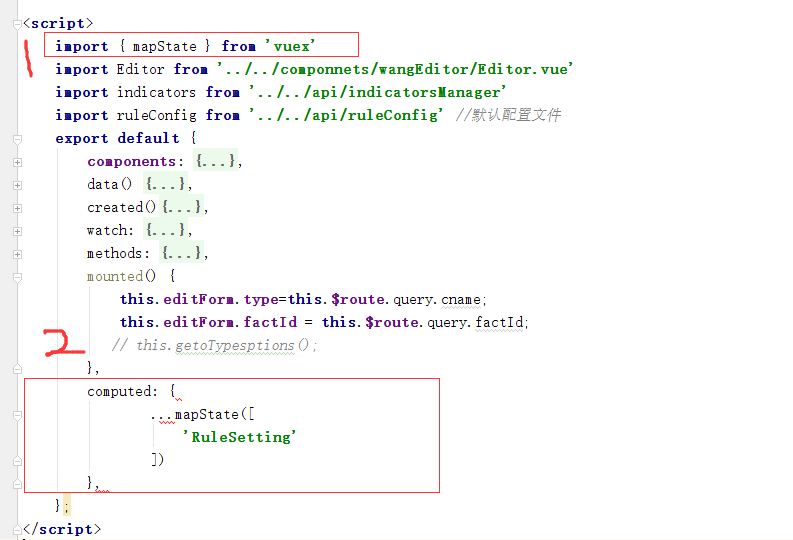 <script>
import { mapState } from 'vuex'
1
import Editor from '../../componnets/wangEditor/Editor.vue'
import indicators from '../../api/indicatorsManager'
import ruleConfig from '../../api/ruleConfig' //默认配置文件
export default {
components: {...},
data() {...},
created(){...},
watch: {...},
methods: {...},
mounted() {
this.editForm.type=this.$route.query.cname;
this.editForm.factId = this.$route.query.factId;
2
// this.getoTypesptions();
},
computed: {
...mapState([
'RuleSetting'
])
},
};
</script>